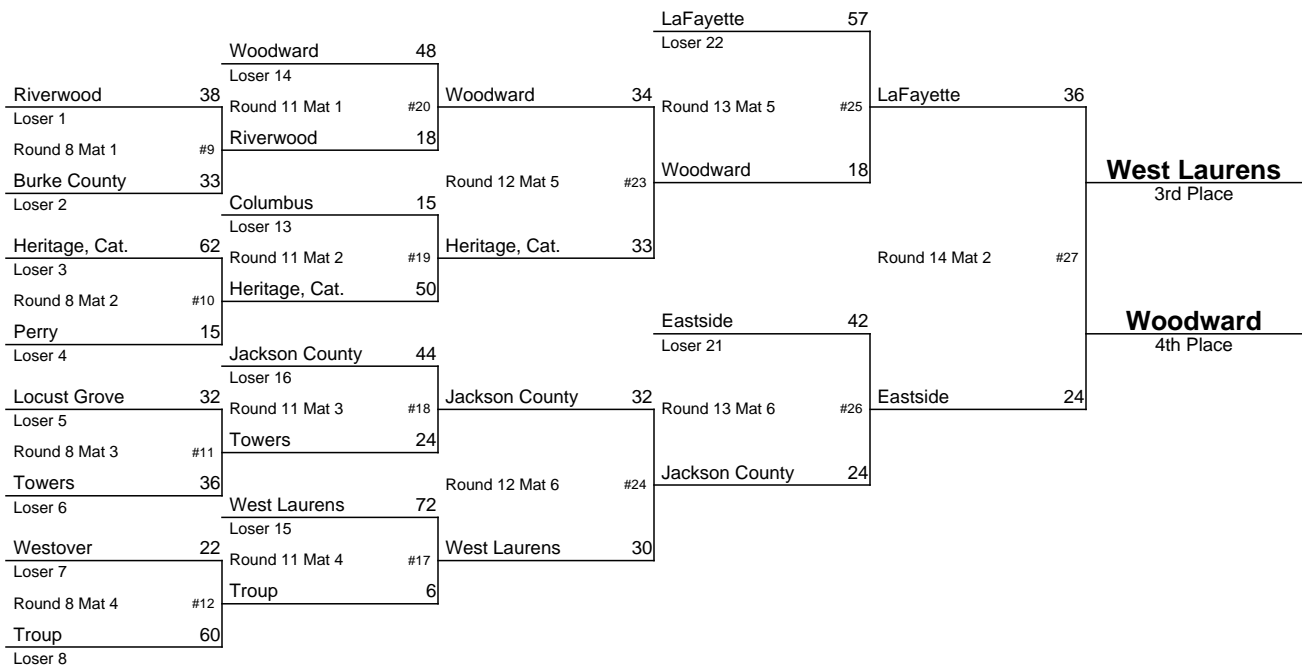 Riverwood 38
Loser 1
Round 8 Mat 1 #9
Burke County 33
Loser 2
Heritage, Cat. 62
Loser 3
Round 8 Mat 2 #10
Perry 15
Loser 4
Locust Grove 32
Loser 5
Round 8 Mat 3 #11
Towers 36
Loser 6
Westover 22
Loser 7
Round 8 Mat 4 #12
Troup 60
Loser 8
Woodward 48
Loser 14
Round 11 Mat 1 #20
Riverwood 18
Columbus 15
Loser 13
Round 11 Mat 2 #19
Heritage, Cat. 50
Jackson County 44
Loser 16
Round 11 Mat 3 #18
Towers 24
West Laurens 72
Loser 15
Round 11 Mat 4 #17
Troup 6
Woodward 34
Round 12 Mat 5 #23
Heritage, Cat. 33
Jackson County 32
Round 12 Mat 6 #24
West Laurens 30
LaFayette 57
Loser 22
Round 13 Mat 5 #25
Woodward 18
Eastside 42
Loser 21
Round 13 Mat 6 #26
Jackson County 24
LaFayette 36
Round 14 Mat 2 #27
Eastside 24
West Laurens
3rd Place
Woodward
4th Place